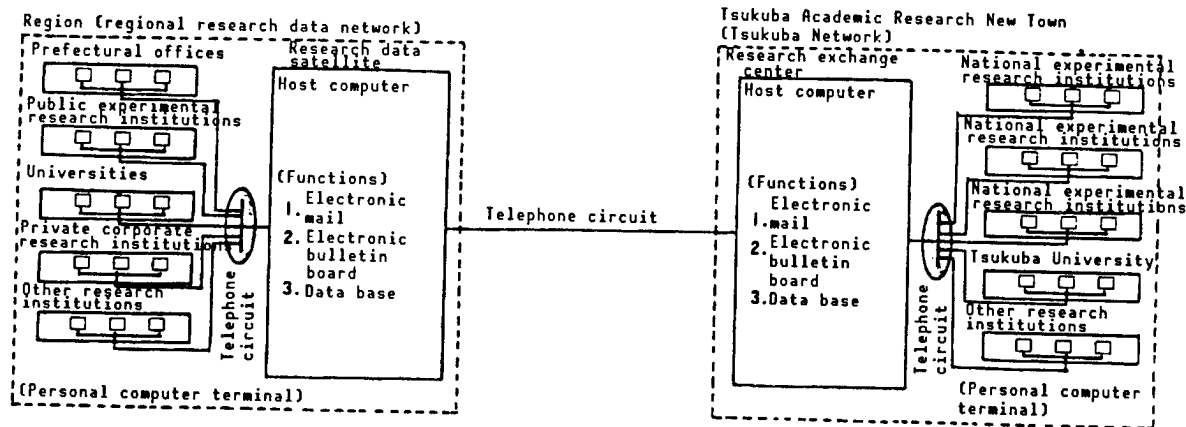 Region (regional research data network)
Prefectural offices
Public experimental
research institutions
Universities
Private corporate
research institutions
Other research
institutions
(Personal computer terminal)
Telephone
circuit
Research data
satellite
Host computer
(Functions)
1. Electronic
mail
2. Electronic
bulletin
board
3. Data base
Telephone circuit
Tsukuba Academic Research New Town
(Tsukuba Network)
Research exchange
center
Host computer
(Functions)
1. Electronic
mail
2. Electronic
bulletin
board
3. Data base
Telephone
circuit
National experimental
research institutions
National experimental
research institutions
National experimental
research institutions
Tsukuba University
Other research
institutions
(Personal computer
terminal)